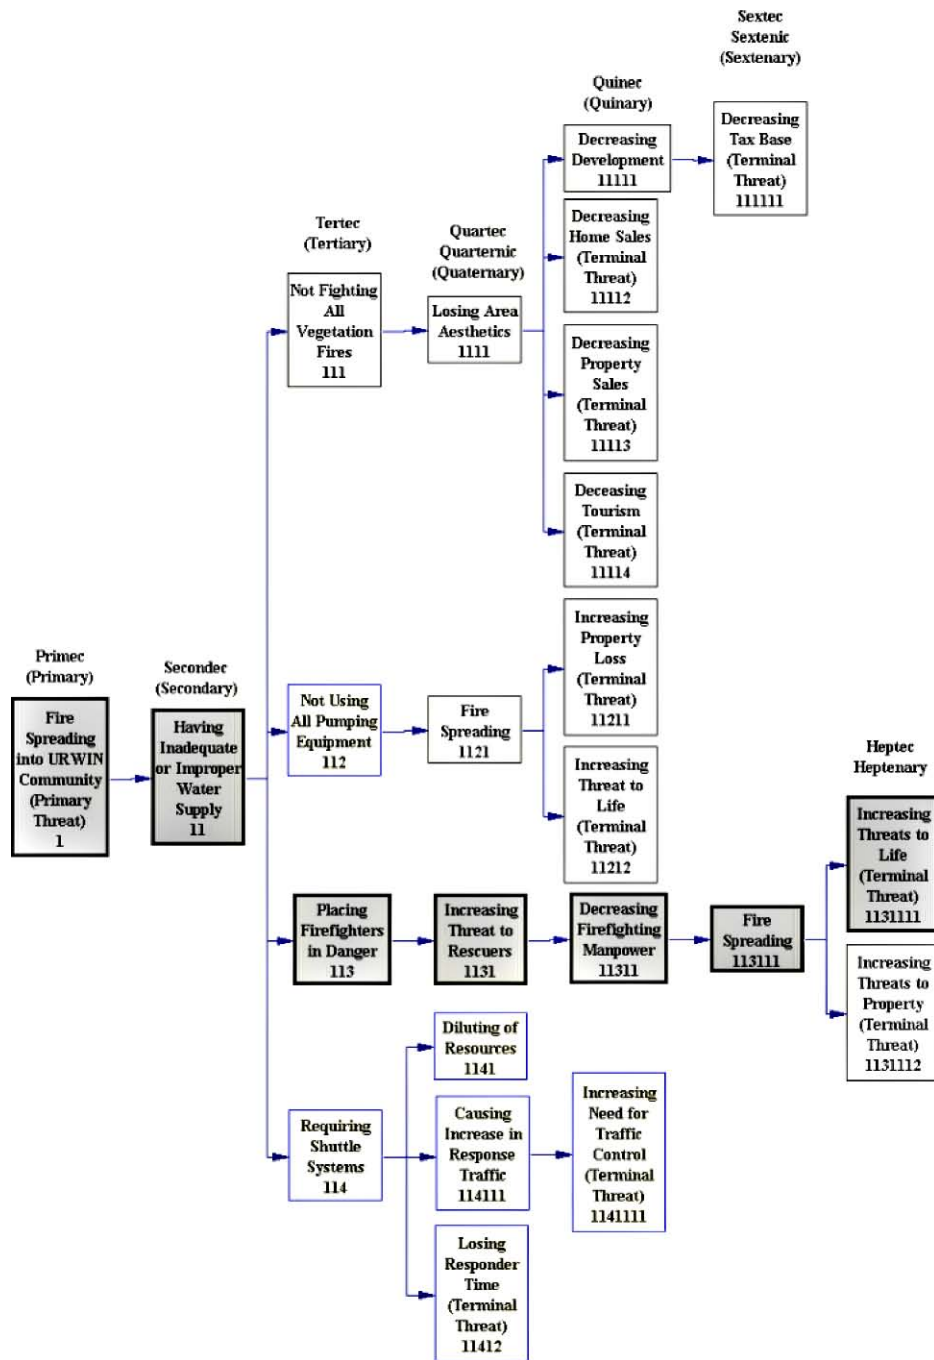 Sextec
Sextenic
(Sextenary)
Quinec
(Quinary)
Decreasing
Development
11111
Decreasing
Tax Base
(Terminal
Threat)
111111
Tertec
(Tertiary)
Quartec
Quarternic
(Quaternary)
Decreasing
Home Sales
(Terminal
Threat)
11112
Not Fighting
All
Vegetation
Fires
111
Losing Area
Aesthetics
1111
Decreasing
Property
Sales
(Terminal
Threat)
11113
Deceasing
Tourism
(Terminal
Threat)
11114
Primec
(Primary)
Secondec
(Secondary)
Fire
Spreading
into URWIN
Community
(Primary
Threat)
1
Having
Inadequate
or Improper
Water
Supply
11
Not Using
All Pumping
Equipment
112
Fire
Spreading
1121
Increasing
Property
Loss
(Terminal
Threat)
11211
Increasing
Threat to
Life
(Terminal
Threat)
11212
Heptec
Heptenary
Placing
Firefighters
in Danger
113
Increasing
Threat to
Rescuers
1131
Decreasing
Firefighting
Manpower
11311
Fire
Spreading
113111
Increasing
Threats to
Life
(Terminal
Threat)
1131111
Increasing
Threats to
Property
(Terminal
Threat)
1131112
Requiring
Shuttle
Systems
114
Diluting of
Resources
1141
Causing
Increase in
Response
Traffic
114111
Increasing
Need for
Traffic
Control
(Terminal
Threat)
1141111
Losing
Responder
Time
(Terminal
Threat)
11412